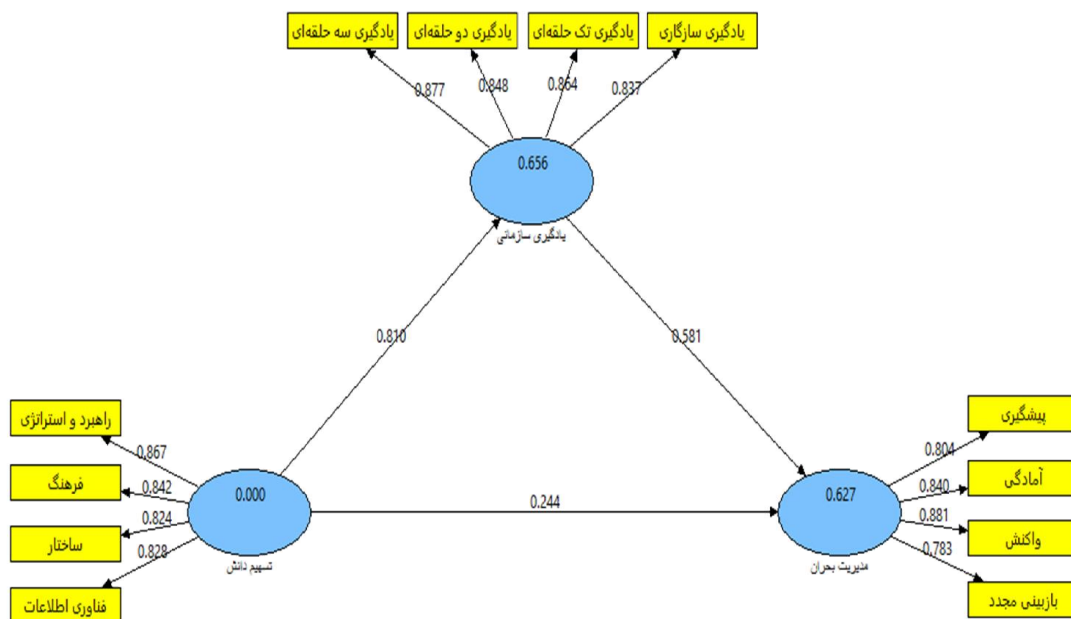 یادگیری سه حلقه‌ای
یادگیری دو حلقه‌ای
یادگیری تک حلقه‌ای
یادگیری سازگاری
0.877
0.848
0.864
0.837
0.656
یادگیری سازمانی
0.810
0.581
راهبرد و استراتژی
فرهنگ
ساختار
فناوری اطلاعات
0.867
0.842
0.824
0.828
0.000
تسهیم دانش
0.244
0.627
مدیریت بحران
0.804
0.840
0.881
0.783
پیشگیری
آمادگی
واکنش
بازبینی مجدد